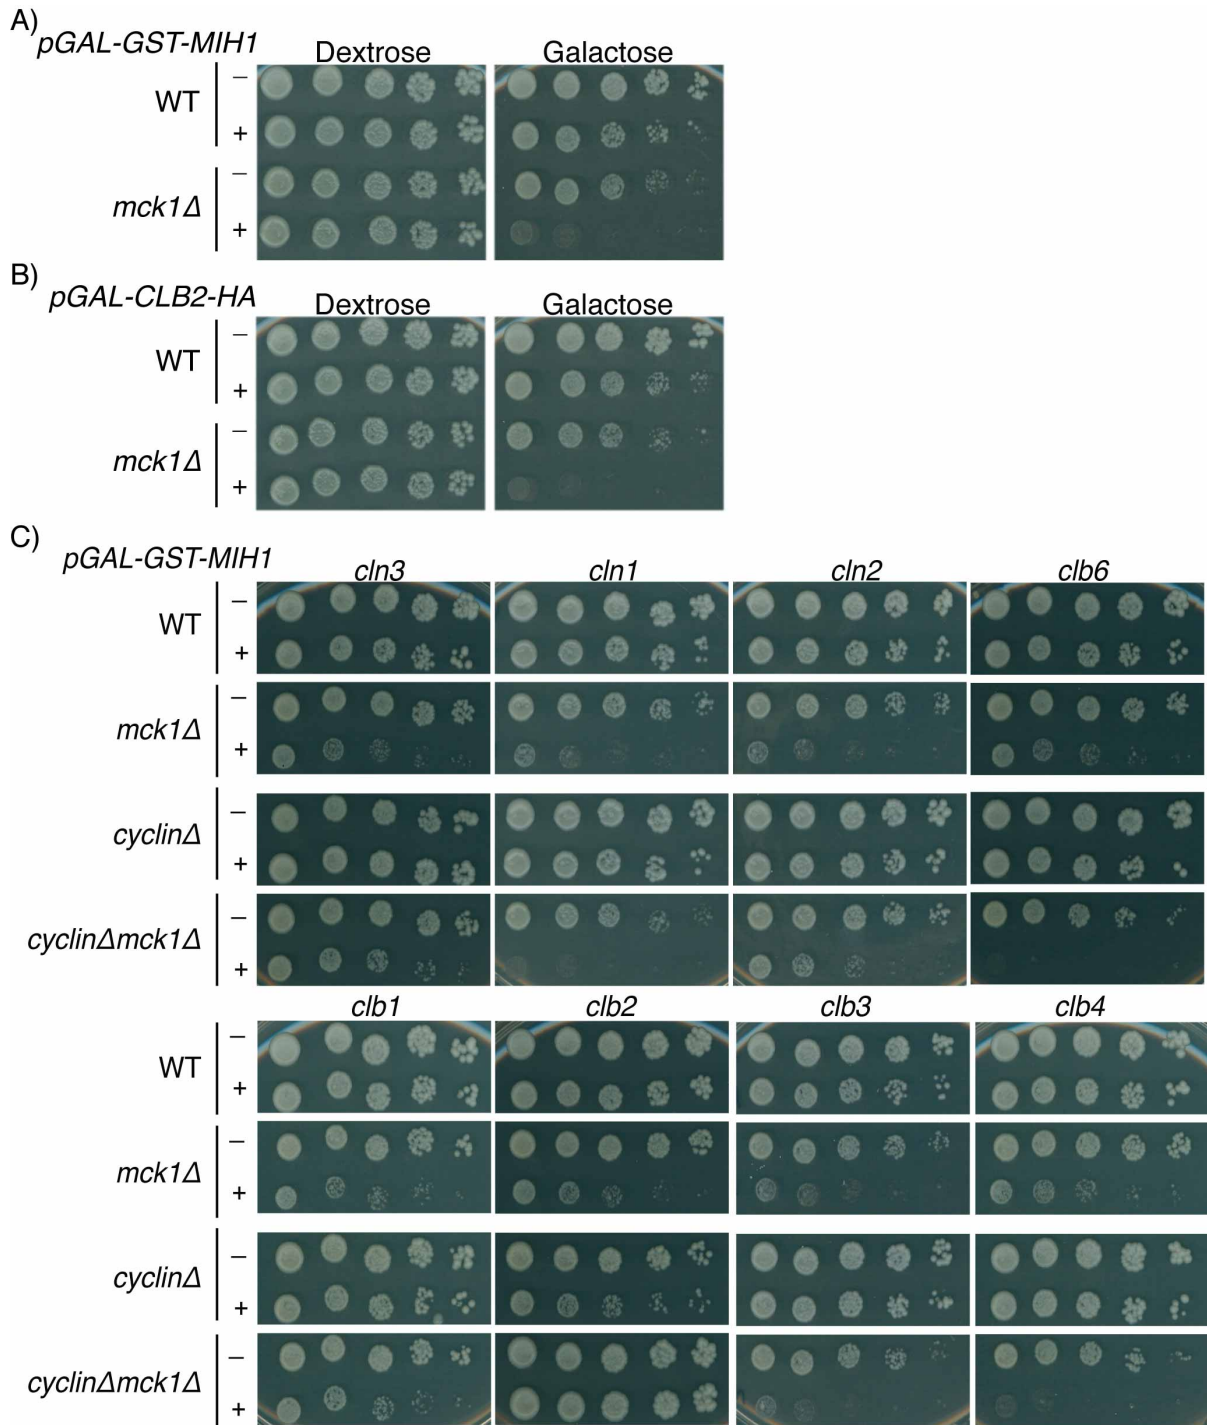 A)
pGAL-GST-MIH1
Dextrose Galactose
WT
–
+
mck1Δ
–
+
B)
pGAL-CLB2-HA
Dextrose Galactose
WT
–
+
mck1Δ
–
+
C)
pGAL-GST-MIH1
cln3 cln1 cln2 clb6
WT
–
+
mck1Δ
–
+
cyclinΔ
–
+
cyclinΔmck1Δ
–
+
clb1 clb2 clb3 clb4
WT
–
+
mck1Δ
–
+
cyclinΔ
–
+
cyclinΔmck1Δ
–
+